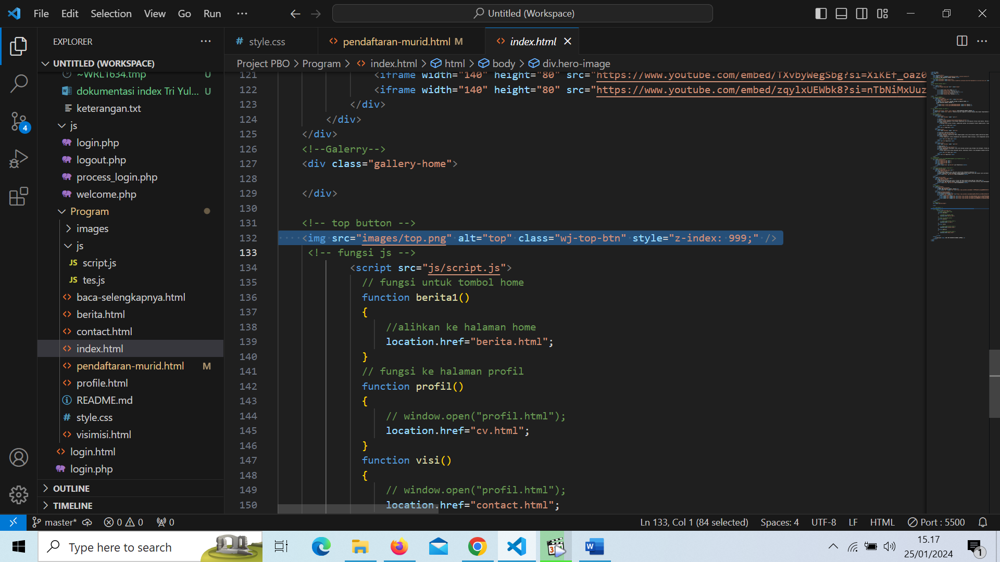 File Edit Selection View Go Run ···
Untitled (Workspace)
EXPLORER
UNTITLED (WORKSPACE)
~WRL1634.tmp U
dokumentasi index Tri Yul... U
keterangan.txt
js
login.php
logout.php
process_login.php
welcome.php
Program
images
js
JS script.js
JS tes.js
baca-selengkapnya.html
berita.html
contact.html
index.html
pendaftaran-murid.html M
profile.html
README.md
# style.css
visimisi.html
login.html
login.php
OUTLINE
TIMELINE
4
# style.css
pendaftaran-murid.html M
index.html
Project PBO > Program > index.html > html > body > div.hero-image
121 <iframe width="140" height="80" src="https://www.youtube.com/embed/TXvbyWegSbg?si=XiKEf_oaz0
122 <iframe width="140" height="80" src="https://www.youtube.com/embed/zqylxUEWbk8?si=nTbNiMxUuz
123 </div>
124 </div>
125 </div>
126 <!--Galerry-->
127 <div class="gallery-home">
128
129 </div>
130
131 <!-- top button -->
132 <img src="images/top.png" alt="top" class="wj-top-btn" style="z-index: 999;" />
133 <!-- fungsi js -->
134 <script src="js/script.js">
135 // fungsi untuk tombol home
136 function berita1()
137 {
138 //alihkan ke halaman home
139 location.href="berita.html";
140 }
141 // fungsi ke halaman profil
142 function profil()
143 {
144 // window.open("profil.html");
145 location.href="cv.html";
146 }
147 function visi()
148 {
149 // window.open("profil.html");
150 location.href="contact.html";
master* 0 0 0
Ln 133, Col 1 (84 selected) Spaces: 4 UTF-8 LF HTML Port : 5500
Type here to search
15.17
25/01/2024
1